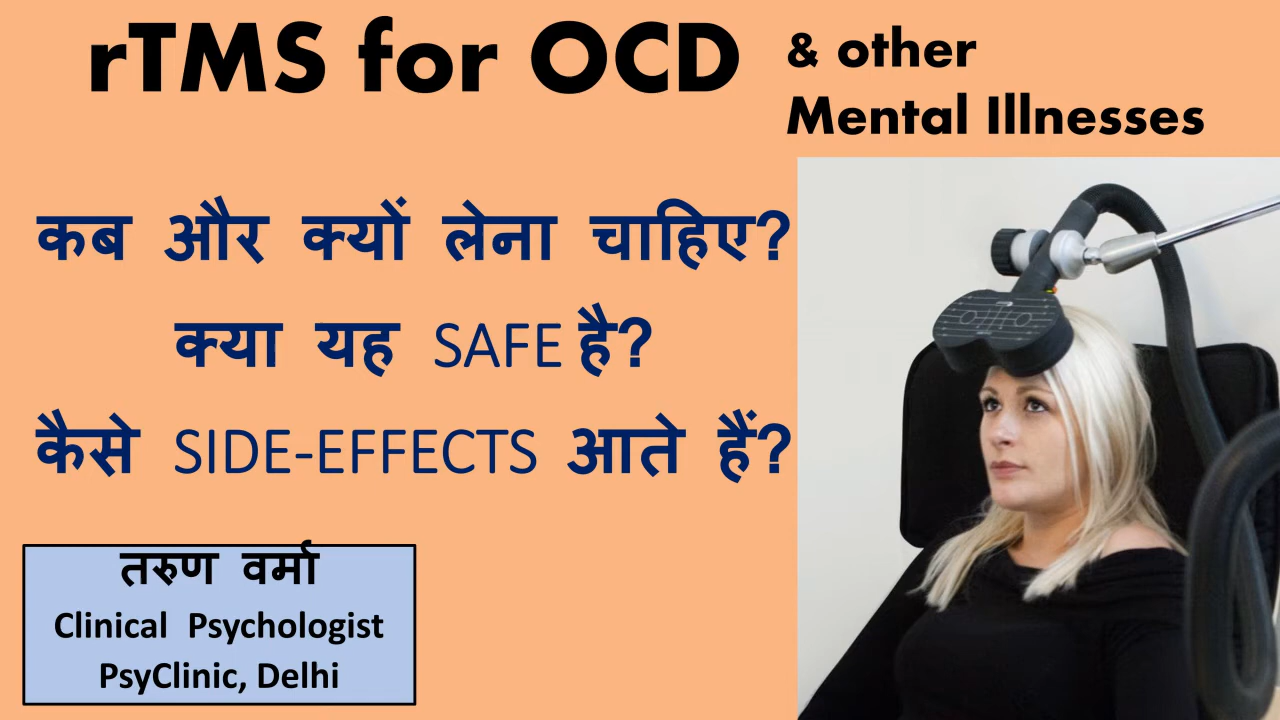 rTMS for OCD
& other
Mental Illnesses
कब और क्यों लेना चाहिए?
क्या यह SAFE है?
कैसे SIDE-EFFECTS आते हैं?
तरुण वर्मा
Clinical Psychologist
PsyClinic, Delhi